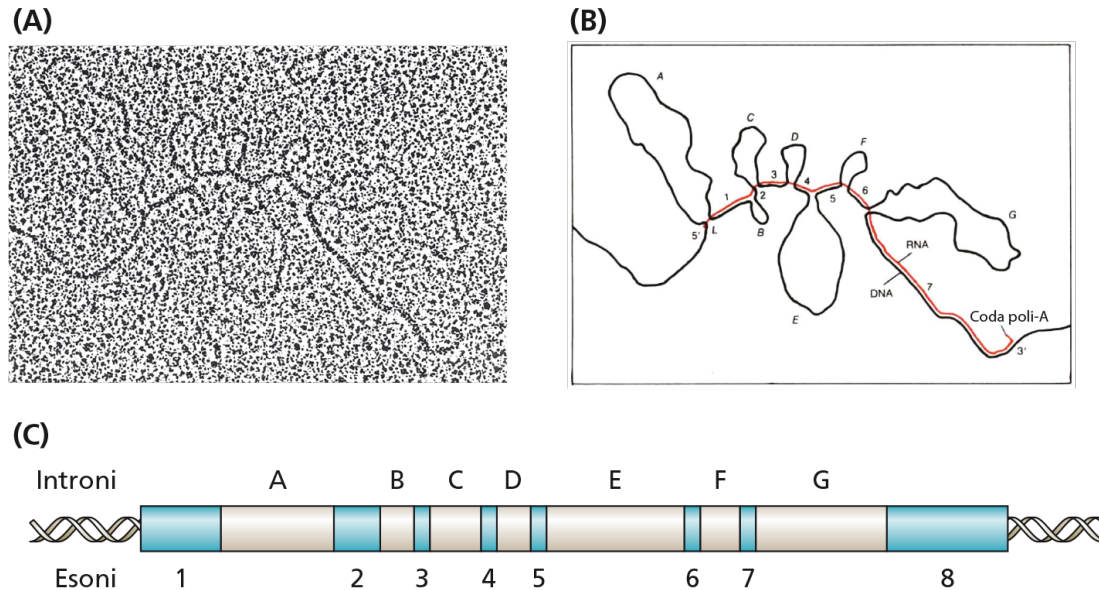 (A)
(B)
A
C
D
F
1
2
3
4
5
6
5'
L
B
G
E
RNA
DNA
7
Coda poli-A
3'
(C)
Introni A B C D E F G
Esoni 1 2 3 4 5 6 7 8